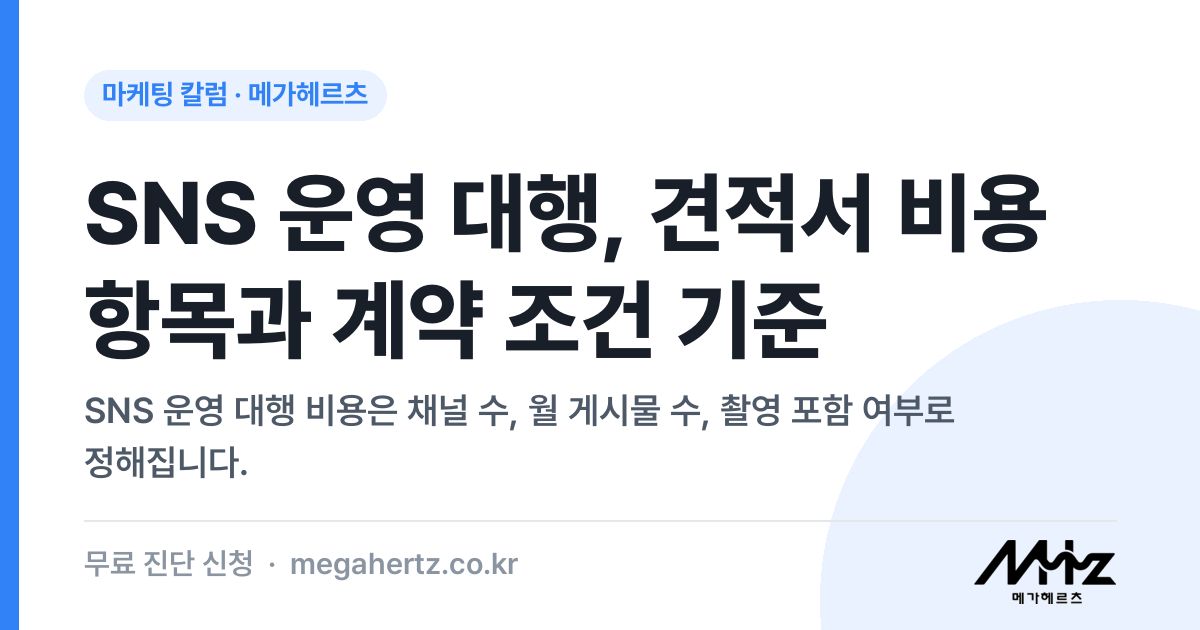 마케팅 칼럼 · 메가헤르츠
SNS 운영 대행, 견적서 비용
항목과 계약 조건 기준
SNS 운영 대행 비용은 채널 수, 월 게시물 수, 촬영 포함 여부로
정해집니다.
무료 진단 신청 · megahertz.co.kr
MHz
메가헤르츠